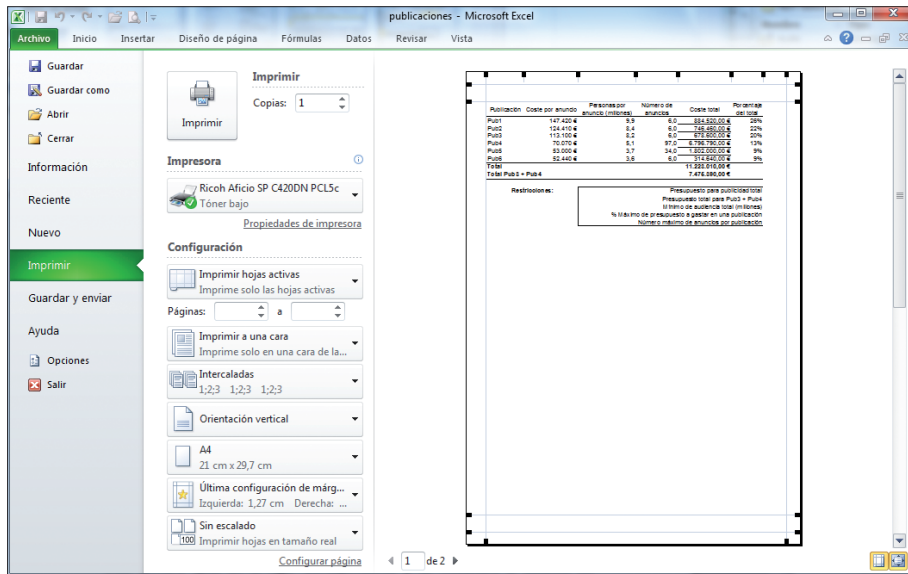 publicaciones - Microsoft Excel
Archivo Inicio Insertar Diseño de página Fórmulas Datos Revisar Vista
Guardar
Guardar como
Abrir
Cerrar
Información
Reciente
Nuevo
Imprimir
Guardar y enviar
Ayuda
Opciones
Salir
Imprimir
Imprimir
Copias: 1
Impresora
Ricoh Aficio SP C420DN PCL5c
Tóner bajo
Propiedades de impresora
Configuración
Imprimir hojas activas
Imprime solo las hojas activas
Páginas: a
Imprimir a una cara
Imprime solo en una cara de la...
Intercaladas
1;2;3 1;2;3 1;2;3
Orientación vertical
A4
21 cm x 29,7 cm
Última configuración de márg...
Izquierda: 1,27 cm Derecha: ...
Sin escalado
100 Imprimir hojas en tamaño real
Configurar página
Publicación Coste por anuncio Personas por anuncio (millones) Número de anuncios Coste total Porcentaje del total
Pub1 147.420 € 9,9 6,0 884.520,00 € 26%
Pub2 124.410 € 8,4 6,0 746.460,00 € 22%
Pub3 113.100 € 8,2 6,0 678.600,00 € 20%
Pub4 70.070 € 8,1 97,0 6.796.790,00 € 13%
Pub5 53.000 € 3,7 34,0 1.802.000,00 € 9%
Pub6 52.440 € 3,6 6,0 314.640,00 € 9%
Total 11.223.010,00 €
Total Pub3 + Pub4 7.475.390,00 €
Restricciones: Presupuesto para publicidad total
Presupuesto total para Pub3 + Pub4
Mínimo de audiencia total (millones)
% Máximo de presupuesto a gastar en una publicación
Número máximo de anuncios por publicación
1 de 2